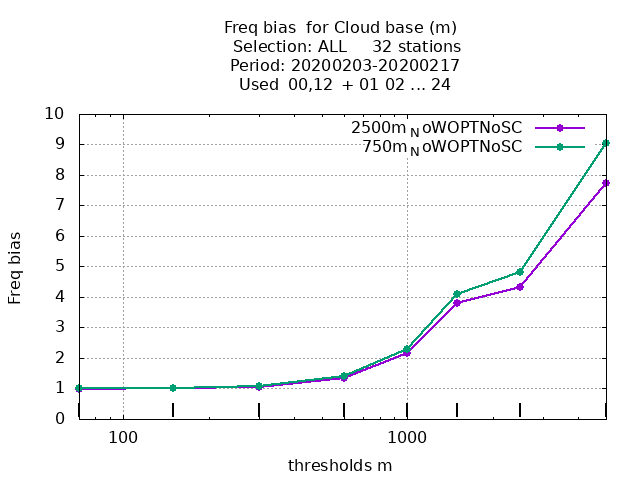 Freq bias  for Cloud base (m)
Selection: ALL     32 stations
Period: 20200203-20200217
Used  00,12  + 01 02 ... 24
10
9
8
7
6
5
4
3
2
1
0
Freq bias
2500m_NoWOPTNoSC
750m_NoWOPTNoSC
100
1000
thresholds m